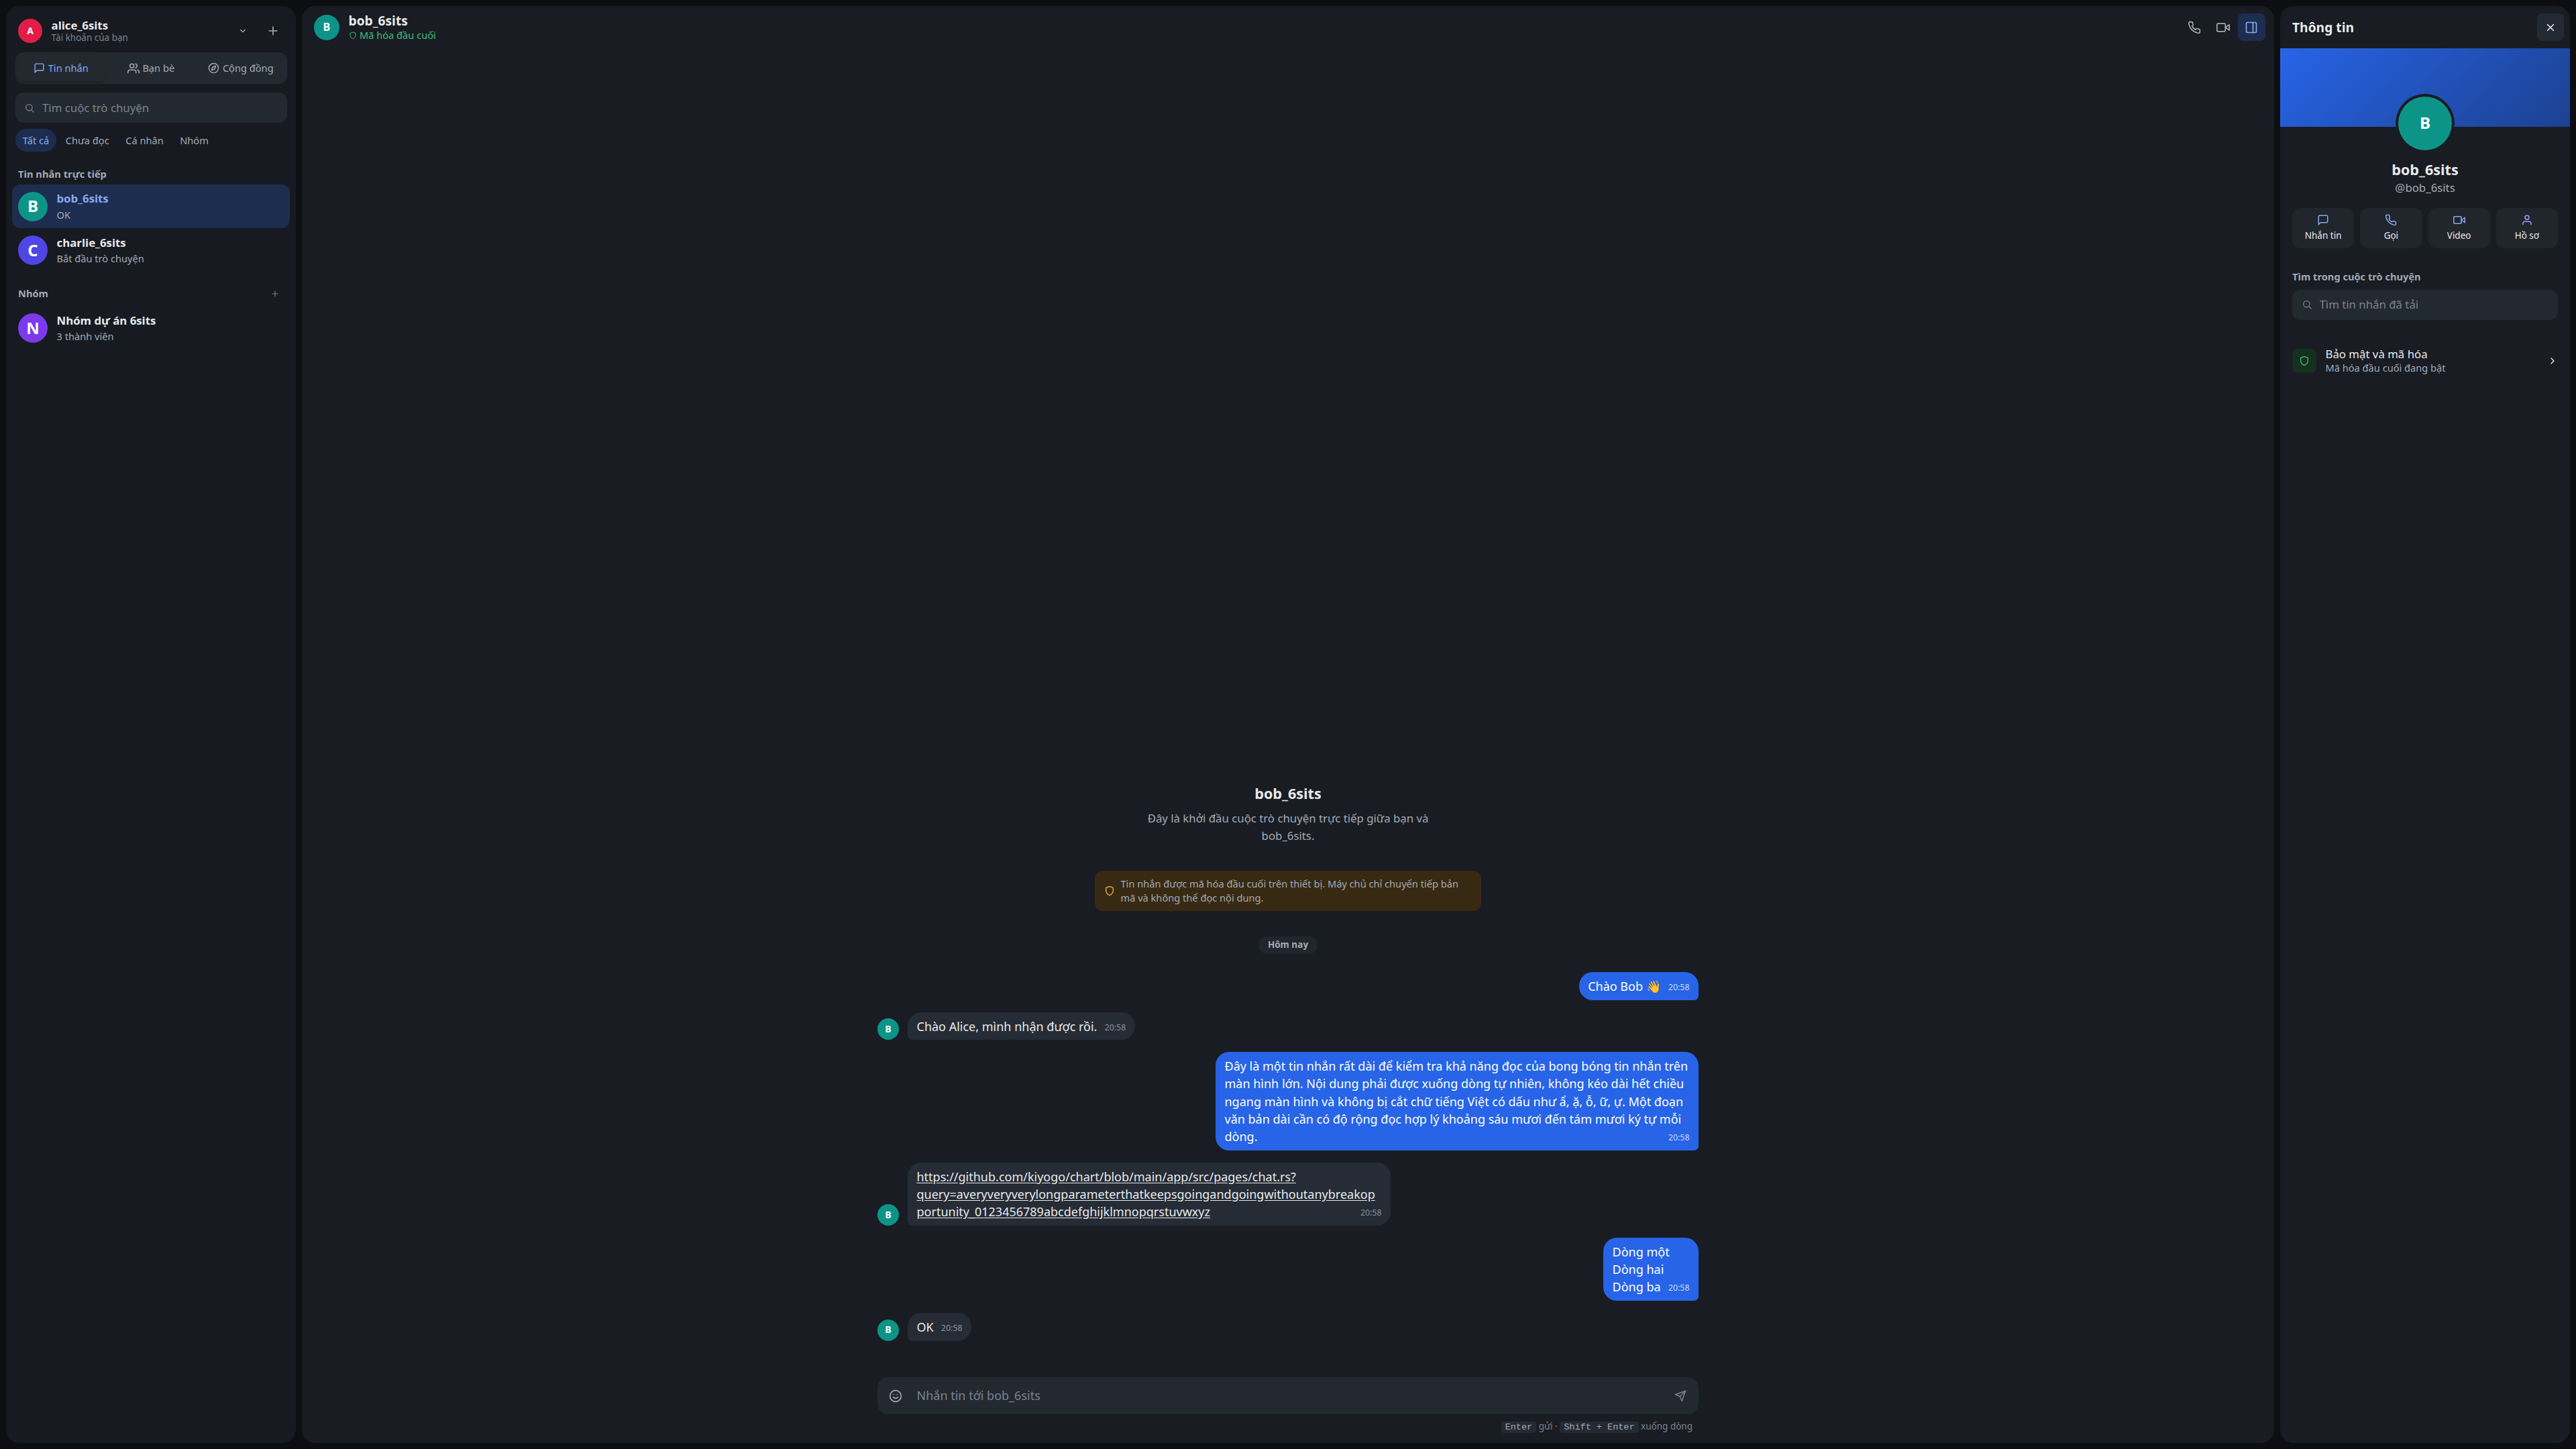 A
alice_6sits
Tài khoản của bạn
Tin nhắn
Bạn bè
Cộng đồng
Tìm cuộc trò chuyện
Tất cả
Chưa đọc
Cá nhân
Nhóm
Tin nhắn trực tiếp
B
bob_6sits
OK
C
charlie_6sits
Bắt đầu trò chuyện
Nhóm
N
Nhóm dự án 6sits
3 thành viên
B
bob_6sits
Mã hóa đầu cuối
bob_6sits
Đây là khởi đầu cuộc trò chuyện trực tiếp giữa bạn và
bob_6sits.
Tin nhắn được mã hóa đầu cuối trên thiết bị. Máy chủ chỉ chuyển tiếp bản
mã và không thể đọc nội dung.
Hôm nay
Chào Bob 👋 20:58
B
Chào Alice, mình nhận được rồi. 20:58
Đây là một tin nhắn rất dài để kiểm tra khả năng đọc của bong bóng tin nhắn trên
màn hình lớn. Nội dung phải được xuống dòng tự nhiên, không kéo dài hết chiều
ngang màn hình và không bị cắt chữ tiếng Việt có dấu như ẩ, ặ, ỗ, ữ, ự. Một đoạn
văn bản dài cần có độ rộng đọc hợp lý khoảng sáu mươi đến tám mươi ký tự mỗi
dòng. 20:58
https://github.com/kiyogo/chart/blob/main/app/src/pages/chat.rs?
query=averyveryverylongparameterthatkeepsgoingandgoingwithoutanybreakop
portunity_0123456789abcdefghijklmnopqrstuvwxyz 20:58
B
Dòng một
Dòng hai
Dòng ba 20:58
B
OK 20:58
Nhắn tin tới bob_6sits
Enter gửi · Shift + Enter xuống dòng
Thông tin
B
bob_6sits
@bob_6sits
Nhắn tin
Gọi
Video
Hồ sơ
Tìm trong cuộc trò chuyện
Tìm tin nhắn đã tải
Bảo mật và mã hóa
Mã hóa đầu cuối đang bật